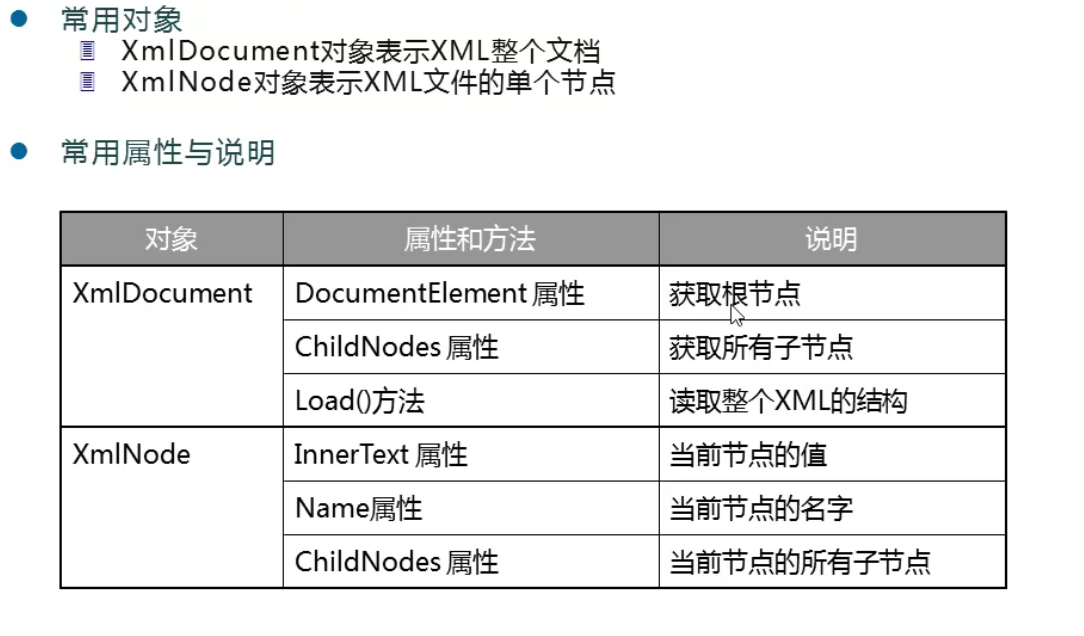 常用对象
XmlDocument对象表示XML整个文档
XmlNode对象表示XML文件的单个节点
常用属性与说明
对象 属性和方法 说明
XmlDocument DocumentElement 属性 获取根节点
ChildNodes 属性 获取所有子节点
Load()方法 读取整个XML的结构
XmlNode InnerText 属性 当前节点的值
Name属性 当前节点的名字
ChildNodes 属性 当前节点的所有子节点